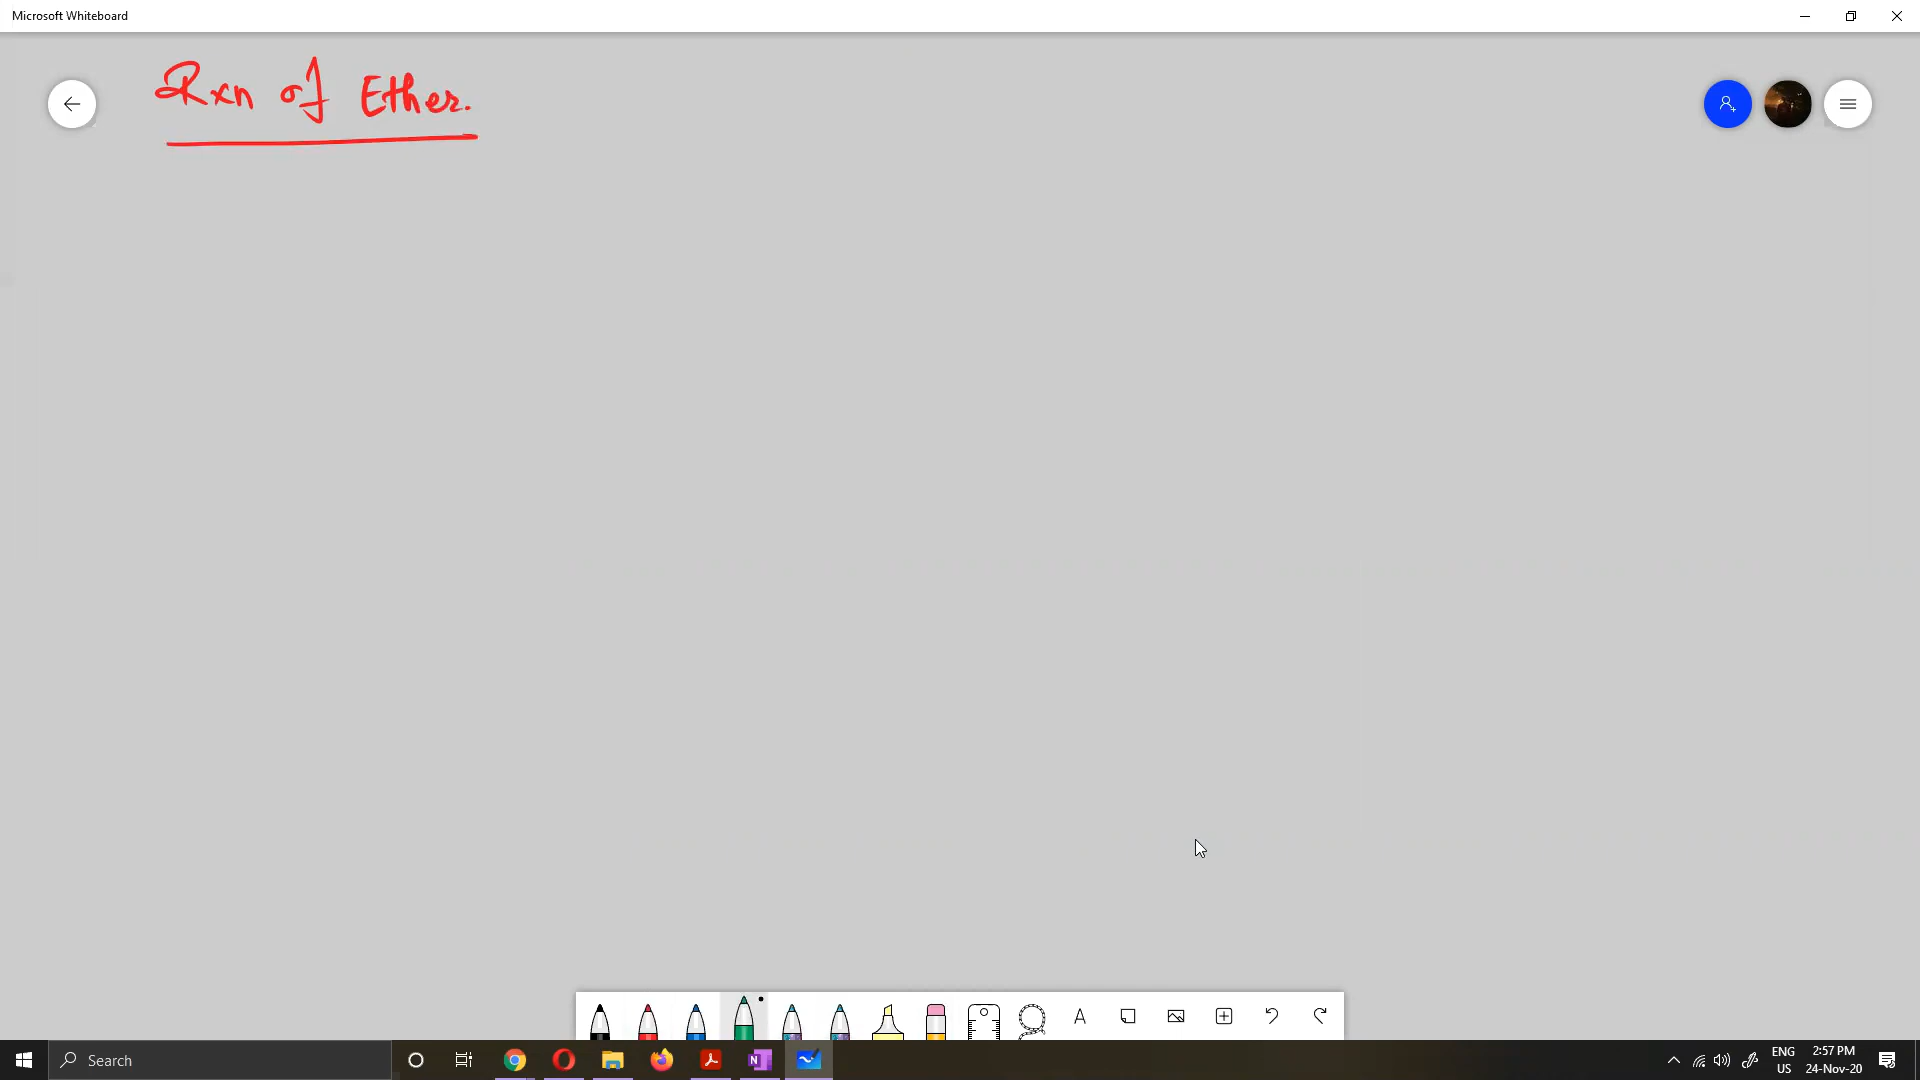 Microsoft Whiteboard
Rxn of Ether.
A
Search
N
ENG
US
2:57 PM
24-Nov-20